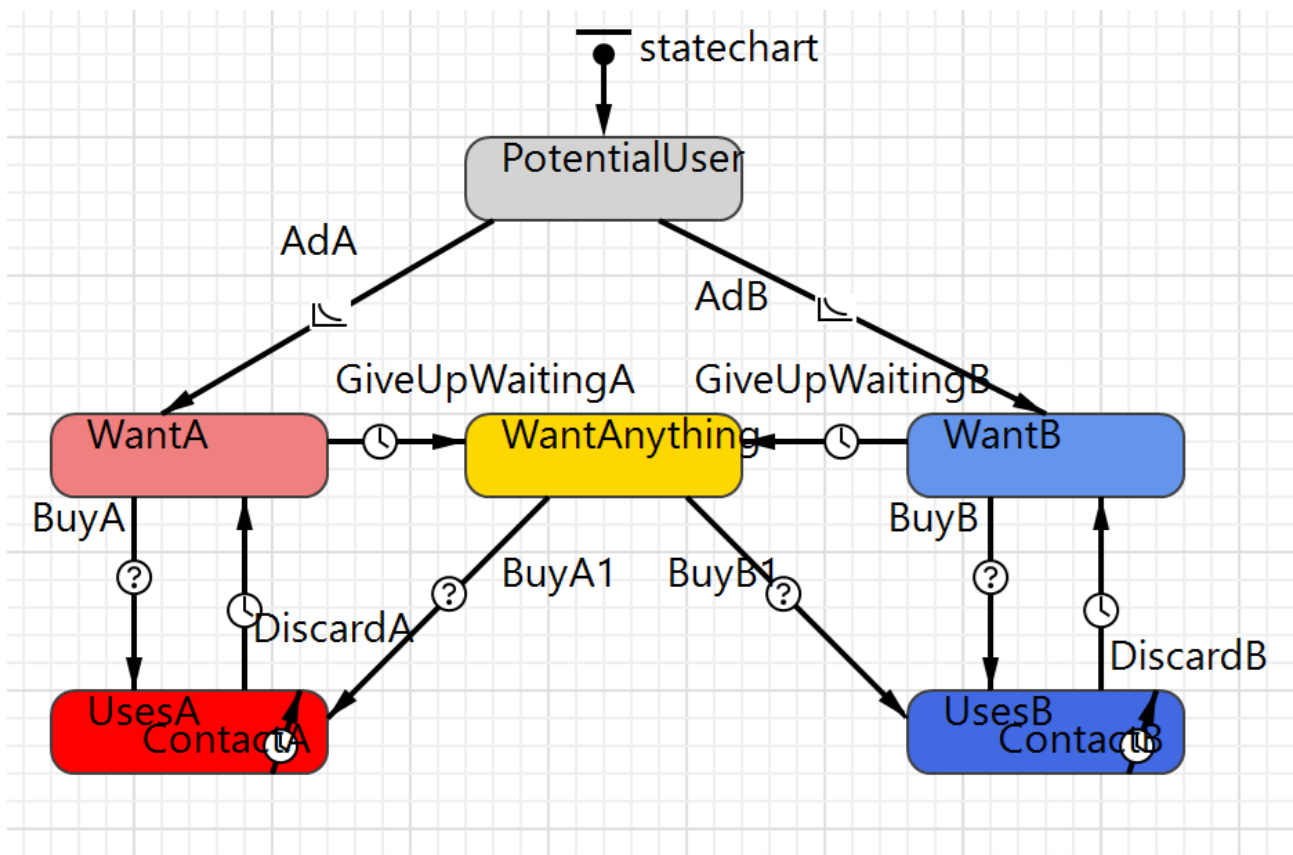 statechart
PotentialUser
AdA
AdB
GiveUpWaitingA
GiveUpWaitingB
WantA
WantAnything
WantB
BuyA
BuyB
BuyA1
BuyB1
DiscardA
DiscardB
UsesA
UsesB
ContactA
ContactB